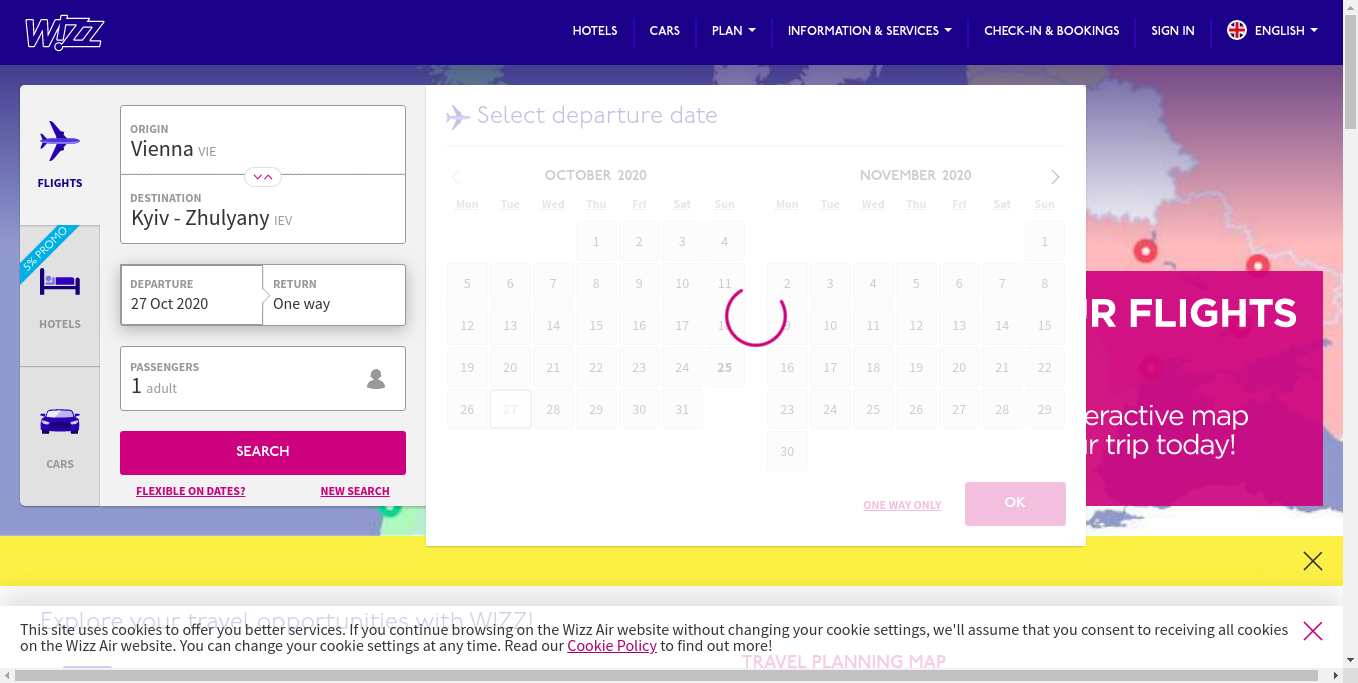 WIZZ
HOTELS
CARS
PLAN
INFORMATION & SERVICES
CHECK-IN & BOOKINGS
SIGN IN
ENGLISH
FLIGHTS
5% PROMO
HOTELS
CARS
ORIGIN
Vienna VIE
DESTINATION
Kyiv - Zhulyany IEV
DEPARTURE
27 Oct 2020
RETURN
One way
PASSENGERS
1 adult
SEARCH
FLEXIBLE ON DATES?
NEW SEARCH
Select departure date
OCTOBER 2020
Mon Tue Wed Thu Fri Sat Sun
1 2 3 4
5 6 7 8 9 10 11
12 13 14 15 16 17
19 20 21 22 23 24 25
26 27 28 29 30 31
NOVEMBER 2020
Mon Tue Wed Thu Fri Sat Sun
1
2 3 4 5 6 7 8
9 10 11 12 13 14 15
16 17 18 19 20 21 22
23 24 25 26 27 28 29
30
ONE WAY ONLY
OK
R FLIGHTS
eractive map
r trip today!
Explore your travel opportunities with WIZZ!
This site uses cookies to offer you better services. If you continue browsing on the Wizz Air website without changing your cookie settings, we'll assume that you consent to receiving all cookies
on the Wizz Air website. You can change your cookie settings at any time. Read our Cookie Policy to find out more!
TRAVEL PLANNING MAP